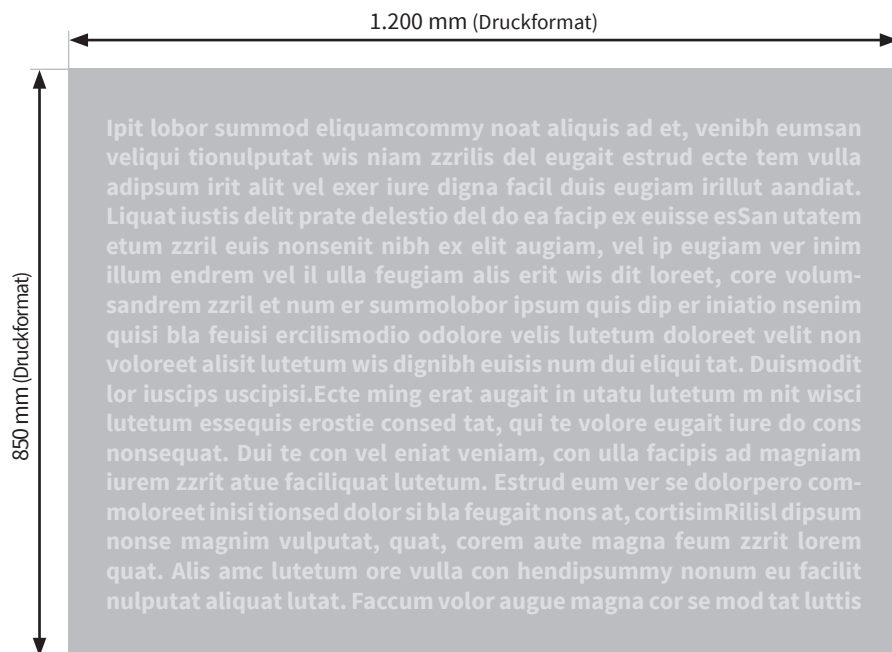 1.200 mm (Druckformat)
850 mm (Druckformat)
Ipit lobor summod eliquamcommy noat aliquis ad et, venibh eumsan
veliqui tionulputat wis niam zzrilis del eugait estrud ecte tem vulla
adipsum irit alit vel exer iure digna facil duis eugiam irillut aandiat.
Liquat iustis delit prate delestio del do ea facip ex euisse esSan utatem
etum zzril euis nonsenit nibh ex elit augiam, vel ip eugiam ver inim
illum endrem vel il ulla feugiam alis erit wis dit loreet, core volum-
sandrem zzril et num er summolobor ipsum quis dip er iniatio nsenim
quisi bla feuisi ercilismodio odolore velis lutetum doloreet velit non
voloreet alisit lutetum wis dignibh euisis num dui eliqui tat. Duismodit
lor iuscips uscipisi.Ecte ming erat augait in utatu lutetum m nit wisci
lutetum essequis erostie consed tat, qui te volore eugait iure do cons
nonsequat. Dui te con vel eniat veniam, con ulla facipis ad magniam
iurem zzrit atue faciliquat lutetum. Estrud eum ver se dolorpero com-
moloreet inisi tionsed dolor si bla feugait nons at, cortisimRilisl dipsum
nonse magnim vulputat, quat, corem aute magna feum zzrit lorem
quat. Alis amc lutetum ore vulla con hendipsummy nonum eu facilit
nulputat aliquat lutat. Faccum volor augue magna cor se mod tat luttis